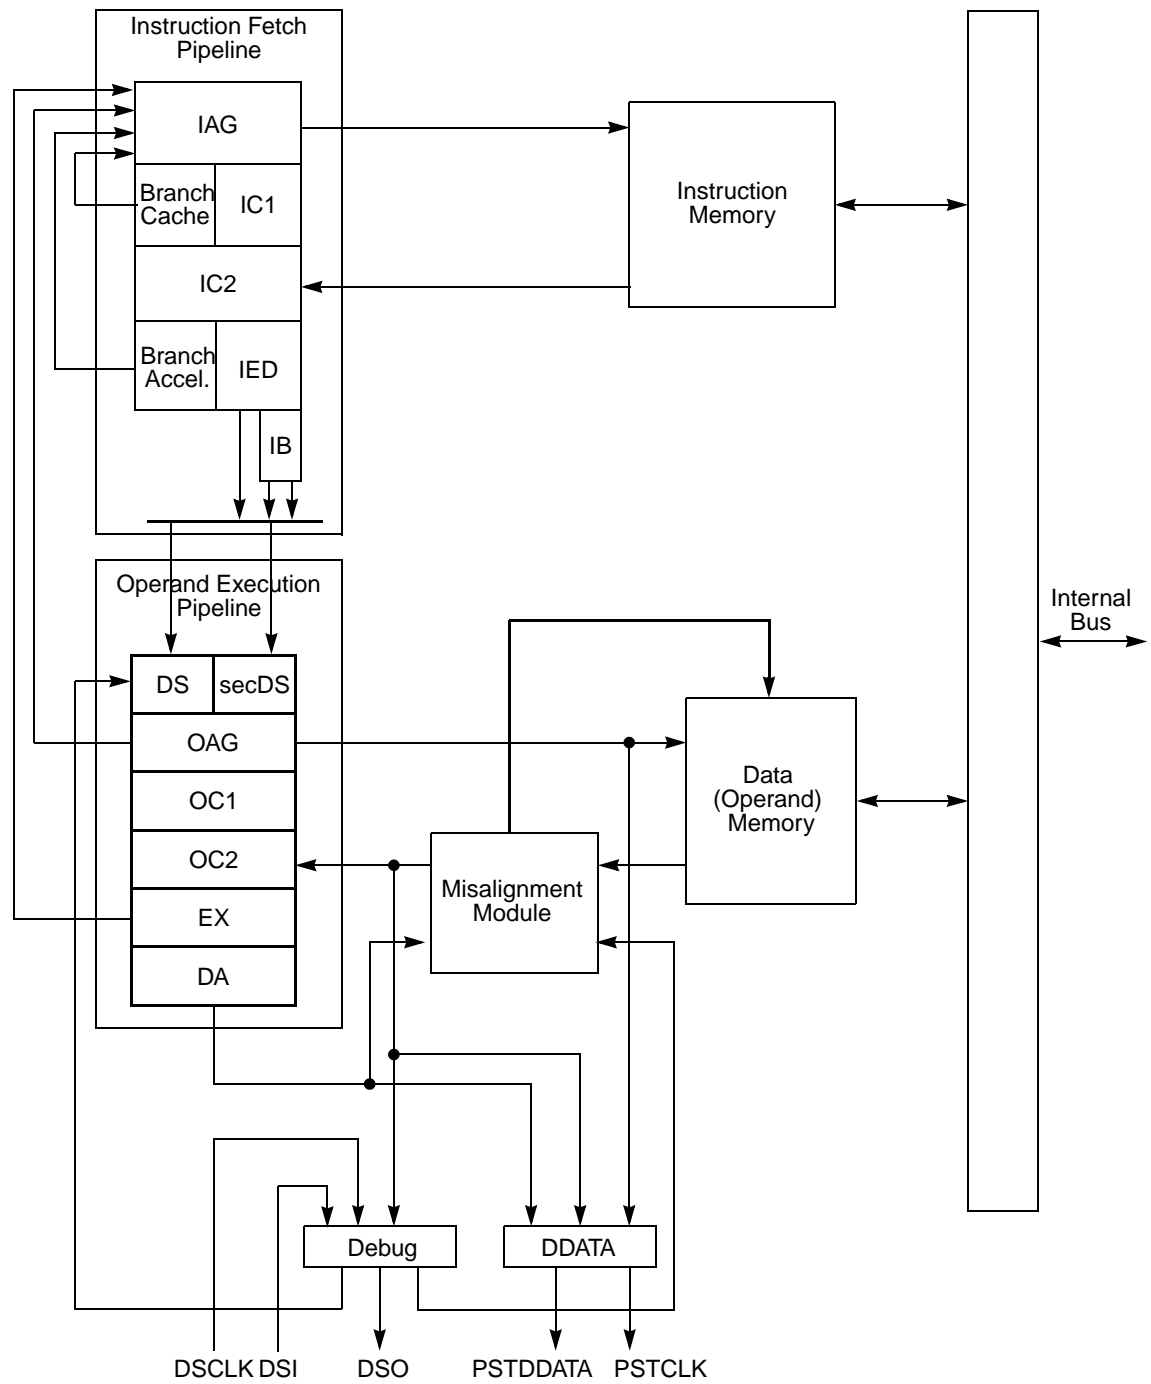 Instruction Fetch
Pipeline
IAG
Branch
Cache
IC1
IC2
Branch
Accel.
IED
IB
Instruction
Memory
Operand Execution
Pipeline
DS
secDS
OAG
OC1
OC2
EX
DA
Misalignment
Module
Data
(Operand)
Memory
Internal
Bus
Debug
DDATA
DSCLK
DSI
DSO
PSTDDATA
PSTCLK